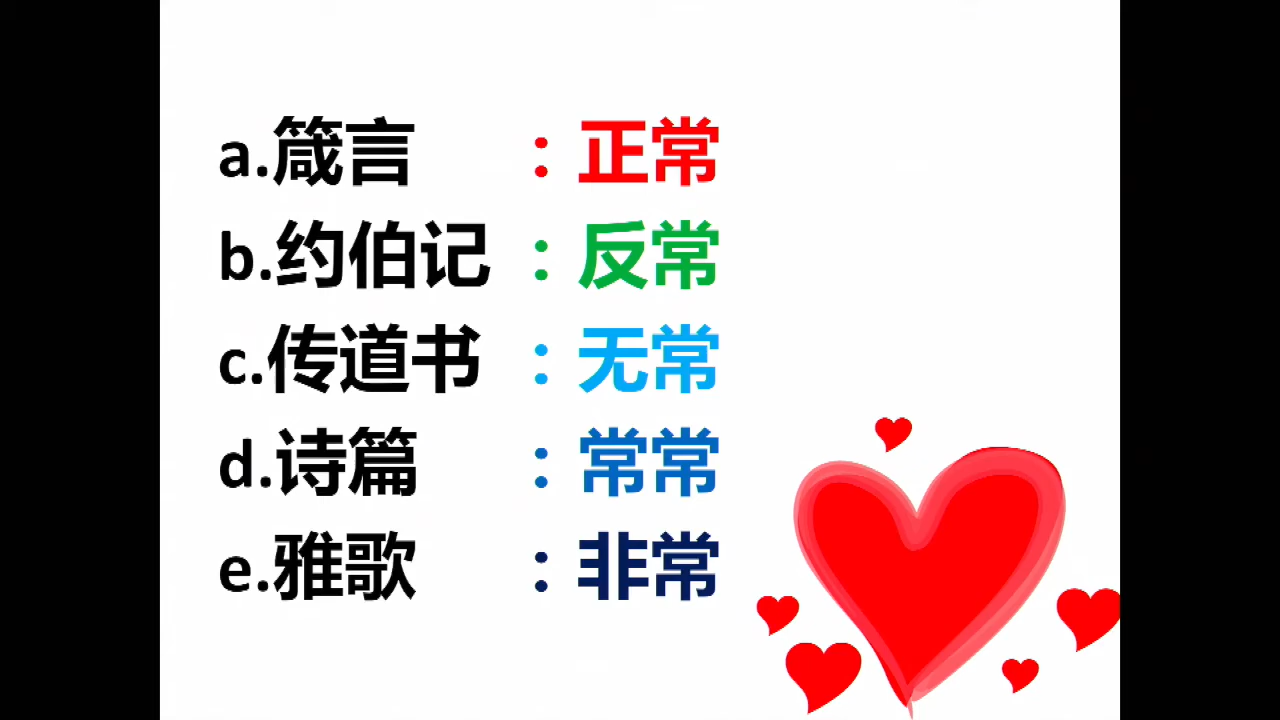 a.箴言 : 正常
b.约伯记 : 反常
c.传道书 : 无常
d.诗篇 : 常常
e.雅歌 : 非常